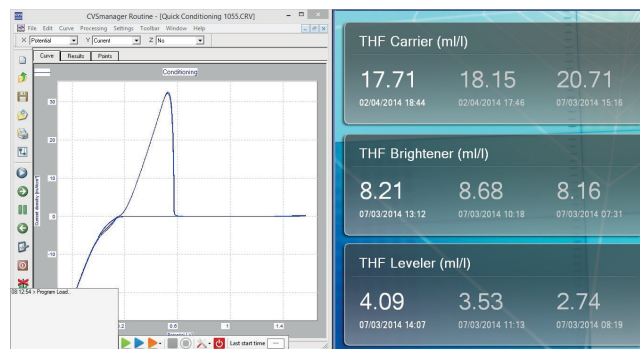 CVSmanager Routine - [Quick Conditioning 1055.CRV]
File Edit Curve Processing Settings Toolbar Window Help
X Potential Y Current Z No
Curve Results Points
Conditioning
30
20
10
0
-10
Current density [mA/cm²]
08:12:54 > Program Load..
0.2 0.6 1 1.4
Last start time ---
THF Carrier (ml/l)
17.71 18.15 20.71
02/04/2014 18:44 02/04/2014 17:46 07/03/2014 15:16
THF Brightener (ml/l)
8.21 8.68 8.16
07/03/2014 13:12 07/03/2014 10:18 07/03/2014 07:31
THF Leveler (ml/l)
4.09 3.53 2.74
07/03/2014 14:07 07/03/2014 11:13 07/03/2014 08:19